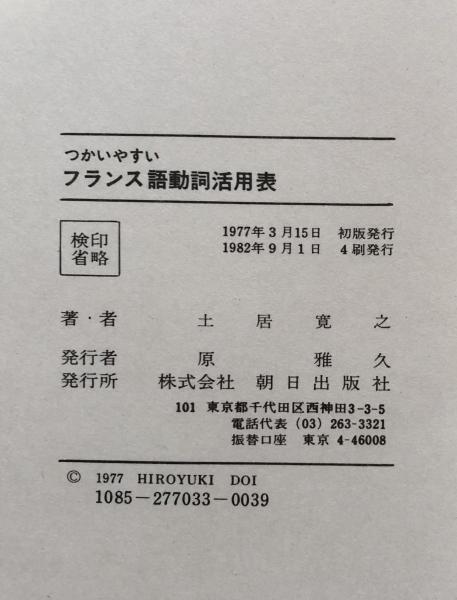 つかいやすい
フランス語動詞活用表
検印
省略
1977年3月15日 初版発行
1982年9月1日 4刷発行
著・者 土居寛之
発行者 原雅久
発行所 株式会社 朝日出版社
101 東京都千代田区西神田3-3-5
電話代表 (03) 263-3321
振替口座 東京 4-46008
© 1977 HIROYUKI DOI
1085-277033-0039